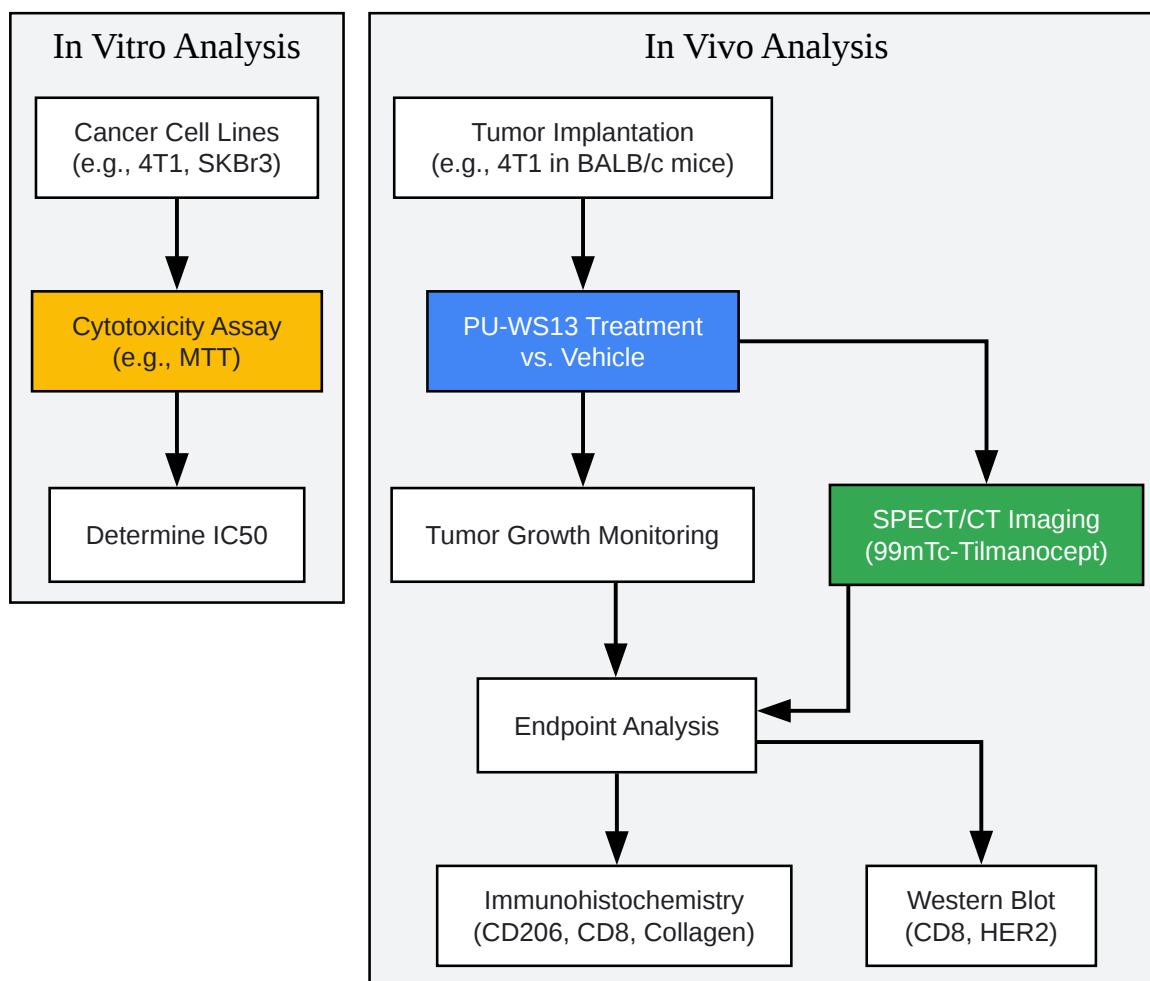 In Vitro Analysis
Cancer Cell Lines
(e.g., 4T1, SKBr3)
Cytotoxicity Assay
(e.g., MTT)
Determine IC50
In Vivo Analysis
Tumor Implantation
(e.g., 4T1 in BALB/c mice)
PU-WS13 Treatment
vs. Vehicle
Tumor Growth Monitoring
SPECT/CT Imaging
(99mTc-Tilmanocept)
Endpoint Analysis
Immunohistochemistry
(CD206, CD8, Collagen)
Western Blot
(CD8, HER2)